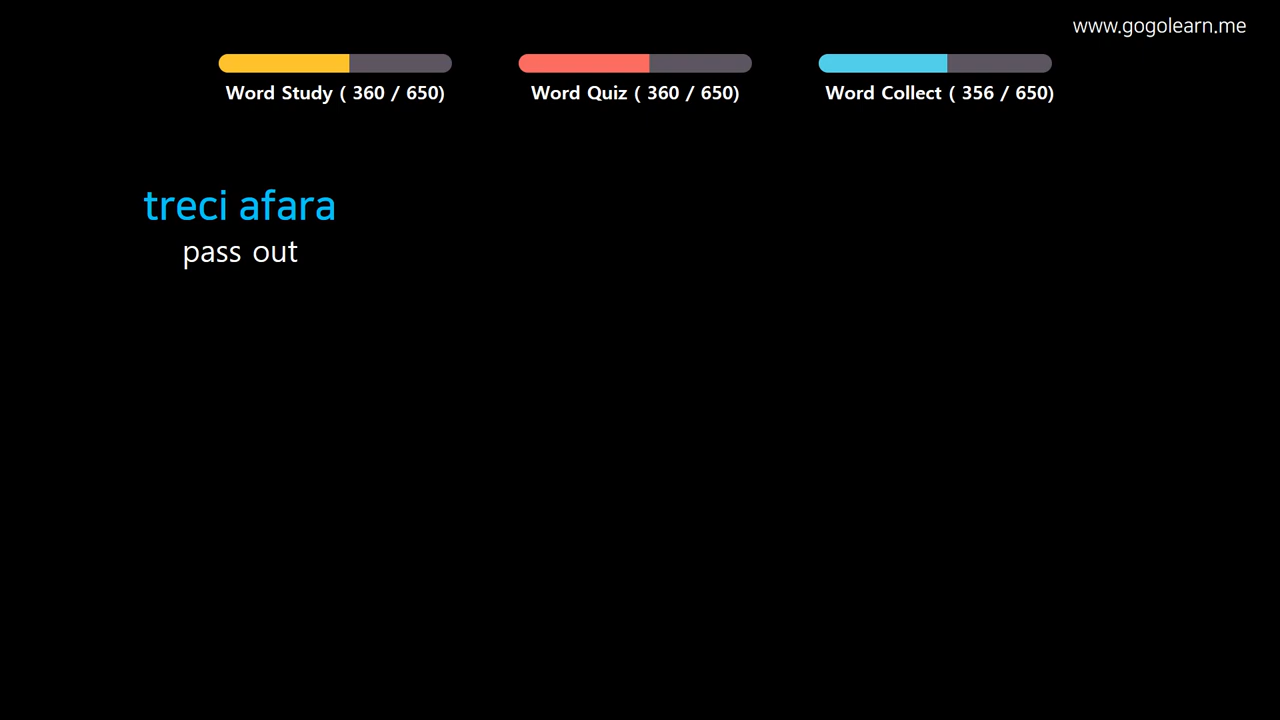 www.gogolearn.me
Word Study ( 360 / 650)
Word Quiz ( 360 / 650)
Word Collect ( 356 / 650)
treci afara
pass out